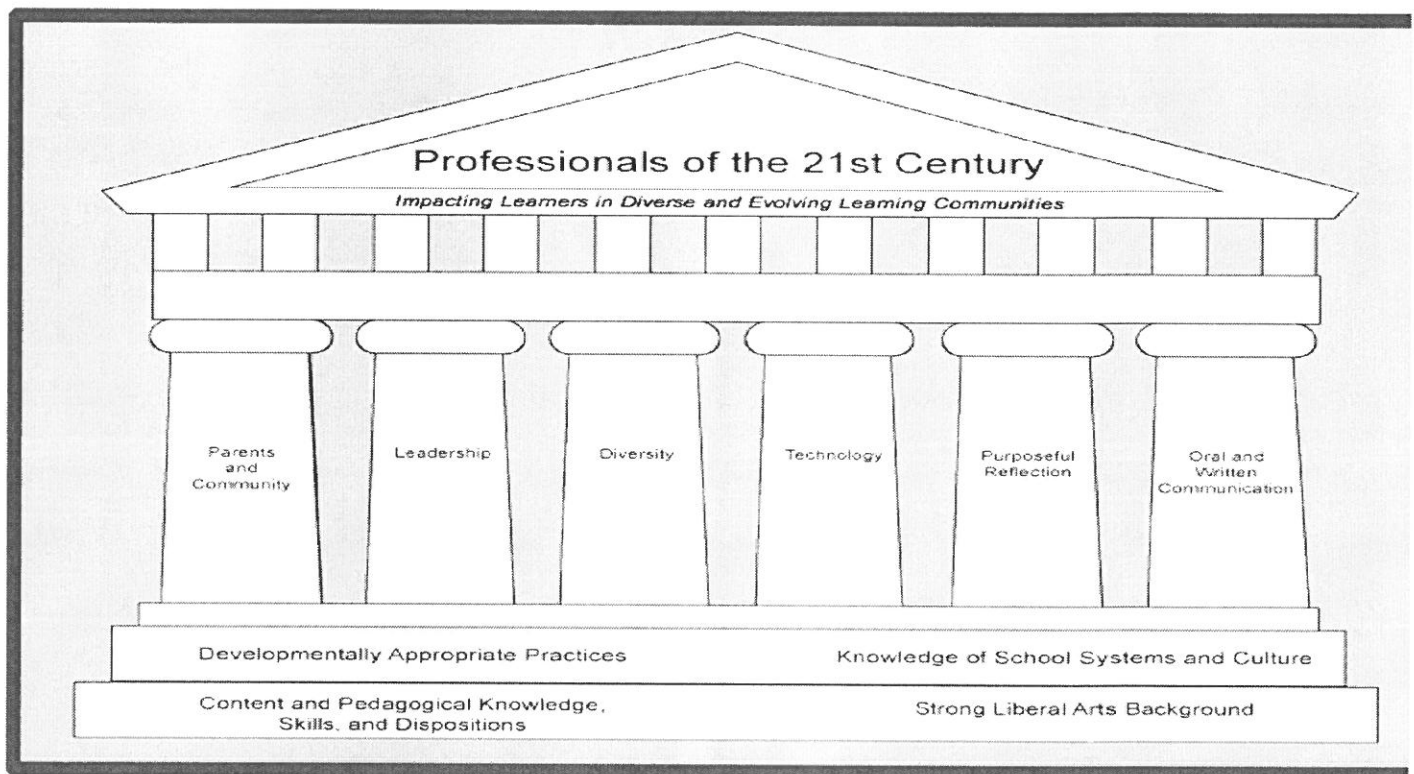 Professionals of the 21st Century
Impacting Learners in Diverse and Evolving Learning Communities
Parents
and
Community
Leadership
Diversity
Technology
Purposeful
Reflection
Oral and
Written
Communication
Developmentally Appropriate Practices
Knowledge of School Systems and Culture
Content and Pedagogical Knowledge,
Skills, and Dispositions
Strong Liberal Arts Background